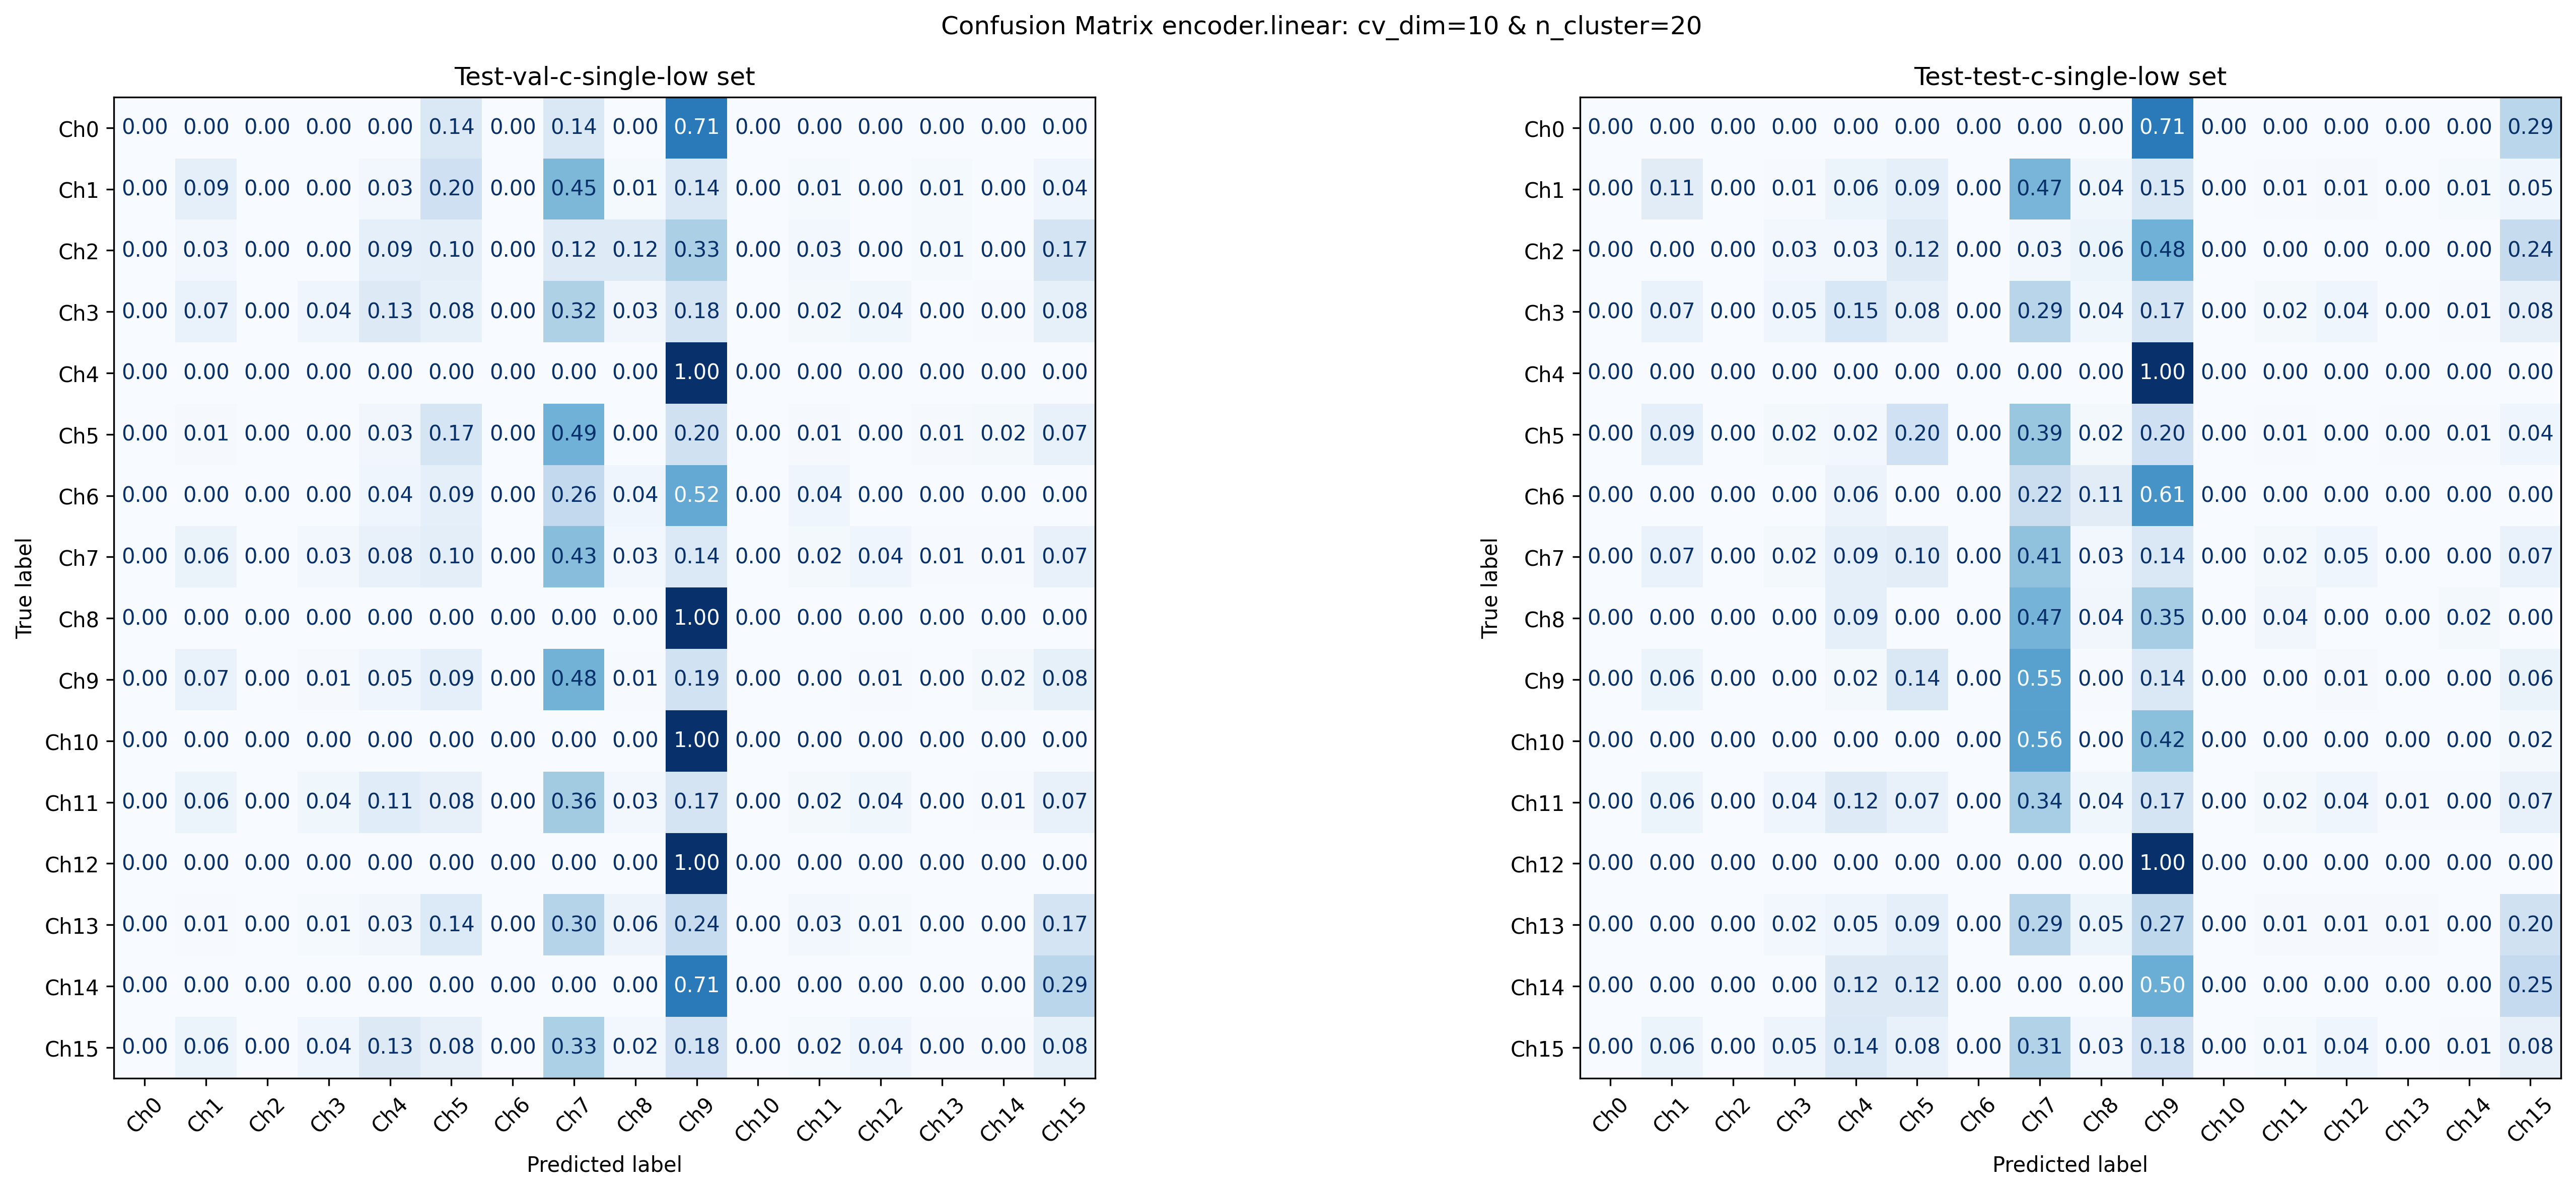 Confusion Matrix encoder.linear: cv_dim=10 & n_cluster=20
Test-val-c-single-low set
True label
Ch0 0.00 0.00 0.00 0.00 0.00 0.14 0.00 0.14 0.00 0.71 0.00 0.00 0.00 0.00 0.00 0.00
Ch1 0.00 0.09 0.00 0.00 0.03 0.20 0.00 0.45 0.01 0.14 0.00 0.01 0.00 0.01 0.00 0.04
Ch2 0.00 0.03 0.00 0.00 0.09 0.10 0.00 0.12 0.12 0.33 0.00 0.03 0.00 0.01 0.00 0.17
Ch3 0.00 0.07 0.00 0.04 0.13 0.08 0.00 0.32 0.03 0.18 0.00 0.02 0.04 0.00 0.00 0.08
Ch4 0.00 0.00 0.00 0.00 0.00 0.00 0.00 0.00 0.00 1.00 0.00 0.00 0.00 0.00 0.00 0.00
Ch5 0.00 0.01 0.00 0.00 0.03 0.17 0.00 0.49 0.00 0.20 0.00 0.01 0.00 0.01 0.02 0.07
Ch6 0.00 0.00 0.00 0.00 0.04 0.09 0.00 0.26 0.04 0.52 0.00 0.04 0.00 0.00 0.00 0.00
Ch7 0.00 0.06 0.00 0.03 0.08 0.10 0.00 0.43 0.03 0.14 0.00 0.02 0.04 0.01 0.01 0.07
Ch8 0.00 0.00 0.00 0.00 0.00 0.00 0.00 0.00 0.00 1.00 0.00 0.00 0.00 0.00 0.00 0.00
Ch9 0.00 0.07 0.00 0.01 0.05 0.09 0.00 0.48 0.01 0.19 0.00 0.00 0.01 0.00 0.02 0.08
Ch10 0.00 0.00 0.00 0.00 0.00 0.00 0.00 0.00 0.00 1.00 0.00 0.00 0.00 0.00 0.00 0.00
Ch11 0.00 0.06 0.00 0.04 0.11 0.08 0.00 0.36 0.03 0.17 0.00 0.02 0.04 0.00 0.01 0.07
Ch12 0.00 0.00 0.00 0.00 0.00 0.00 0.00 0.00 0.00 1.00 0.00 0.00 0.00 0.00 0.00 0.00
Ch13 0.00 0.01 0.00 0.01 0.03 0.14 0.00 0.30 0.06 0.24 0.00 0.03 0.01 0.00 0.00 0.17
Ch14 0.00 0.00 0.00 0.00 0.00 0.00 0.00 0.00 0.00 0.71 0.00 0.00 0.00 0.00 0.00 0.29
Ch15 0.00 0.06 0.00 0.04 0.13 0.08 0.00 0.33 0.02 0.18 0.00 0.02 0.04 0.00 0.00 0.08
Ch0 Ch1 Ch2 Ch3 Ch4 Ch5 Ch6 Ch7 Ch8 Ch9 Ch10 Ch11 Ch12 Ch13 Ch14 Ch15
Predicted label
Test-test-c-single-low set
True label
Ch0 0.00 0.00 0.00 0.00 0.00 0.00 0.00 0.00 0.00 0.71 0.00 0.00 0.00 0.00 0.00 0.29
Ch1 0.00 0.11 0.00 0.01 0.06 0.09 0.00 0.47 0.04 0.15 0.00 0.01 0.01 0.00 0.01 0.05
Ch2 0.00 0.00 0.00 0.03 0.03 0.12 0.00 0.03 0.06 0.48 0.00 0.00 0.00 0.00 0.00 0.24
Ch3 0.00 0.07 0.00 0.05 0.15 0.08 0.00 0.29 0.04 0.17 0.00 0.02 0.04 0.00 0.01 0.08
Ch4 0.00 0.00 0.00 0.00 0.00 0.00 0.00 0.00 0.00 1.00 0.00 0.00 0.00 0.00 0.00 0.00
Ch5 0.00 0.09 0.00 0.02 0.02 0.20 0.00 0.39 0.02 0.20 0.00 0.01 0.00 0.00 0.01 0.04
Ch6 0.00 0.00 0.00 0.00 0.06 0.00 0.00 0.22 0.11 0.61 0.00 0.00 0.00 0.00 0.00 0.00
Ch7 0.00 0.07 0.00 0.02 0.09 0.10 0.00 0.41 0.03 0.14 0.00 0.02 0.05 0.00 0.00 0.07
Ch8 0.00 0.00 0.00 0.00 0.09 0.00 0.00 0.47 0.04 0.35 0.00 0.04 0.00 0.00 0.02 0.00
Ch9 0.00 0.06 0.00 0.00 0.02 0.14 0.00 0.55 0.00 0.14 0.00 0.00 0.01 0.00 0.00 0.06
Ch10 0.00 0.00 0.00 0.00 0.00 0.00 0.00 0.56 0.00 0.42 0.00 0.00 0.00 0.00 0.00 0.02
Ch11 0.00 0.06 0.00 0.04 0.12 0.07 0.00 0.34 0.04 0.17 0.00 0.02 0.04 0.01 0.00 0.07
Ch12 0.00 0.00 0.00 0.00 0.00 0.00 0.00 0.00 0.00 1.00 0.00 0.00 0.00 0.00 0.00 0.00
Ch13 0.00 0.00 0.00 0.02 0.05 0.09 0.00 0.29 0.05 0.27 0.00 0.01 0.01 0.01 0.00 0.20
Ch14 0.00 0.00 0.00 0.00 0.12 0.12 0.00 0.00 0.00 0.50 0.00 0.00 0.00 0.00 0.00 0.25
Ch15 0.00 0.06 0.00 0.05 0.14 0.08 0.00 0.31 0.03 0.18 0.00 0.01 0.04 0.00 0.01 0.08
Ch0 Ch1 Ch2 Ch3 Ch4 Ch5 Ch6 Ch7 Ch8 Ch9 Ch10 Ch11 Ch12 Ch13 Ch14 Ch15
Predicted label